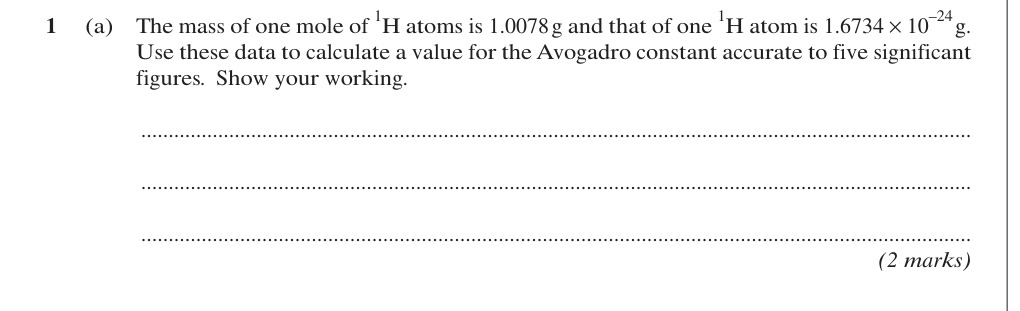 1 (a) The mass of one mole of ¹H atoms is 1.0078 g and that of one ¹H atom is 1.6734 × 10⁻²⁴ g.
Use these data to calculate a value for the Avogadro constant accurate to five significant
figures. Show your working.
(2 marks)